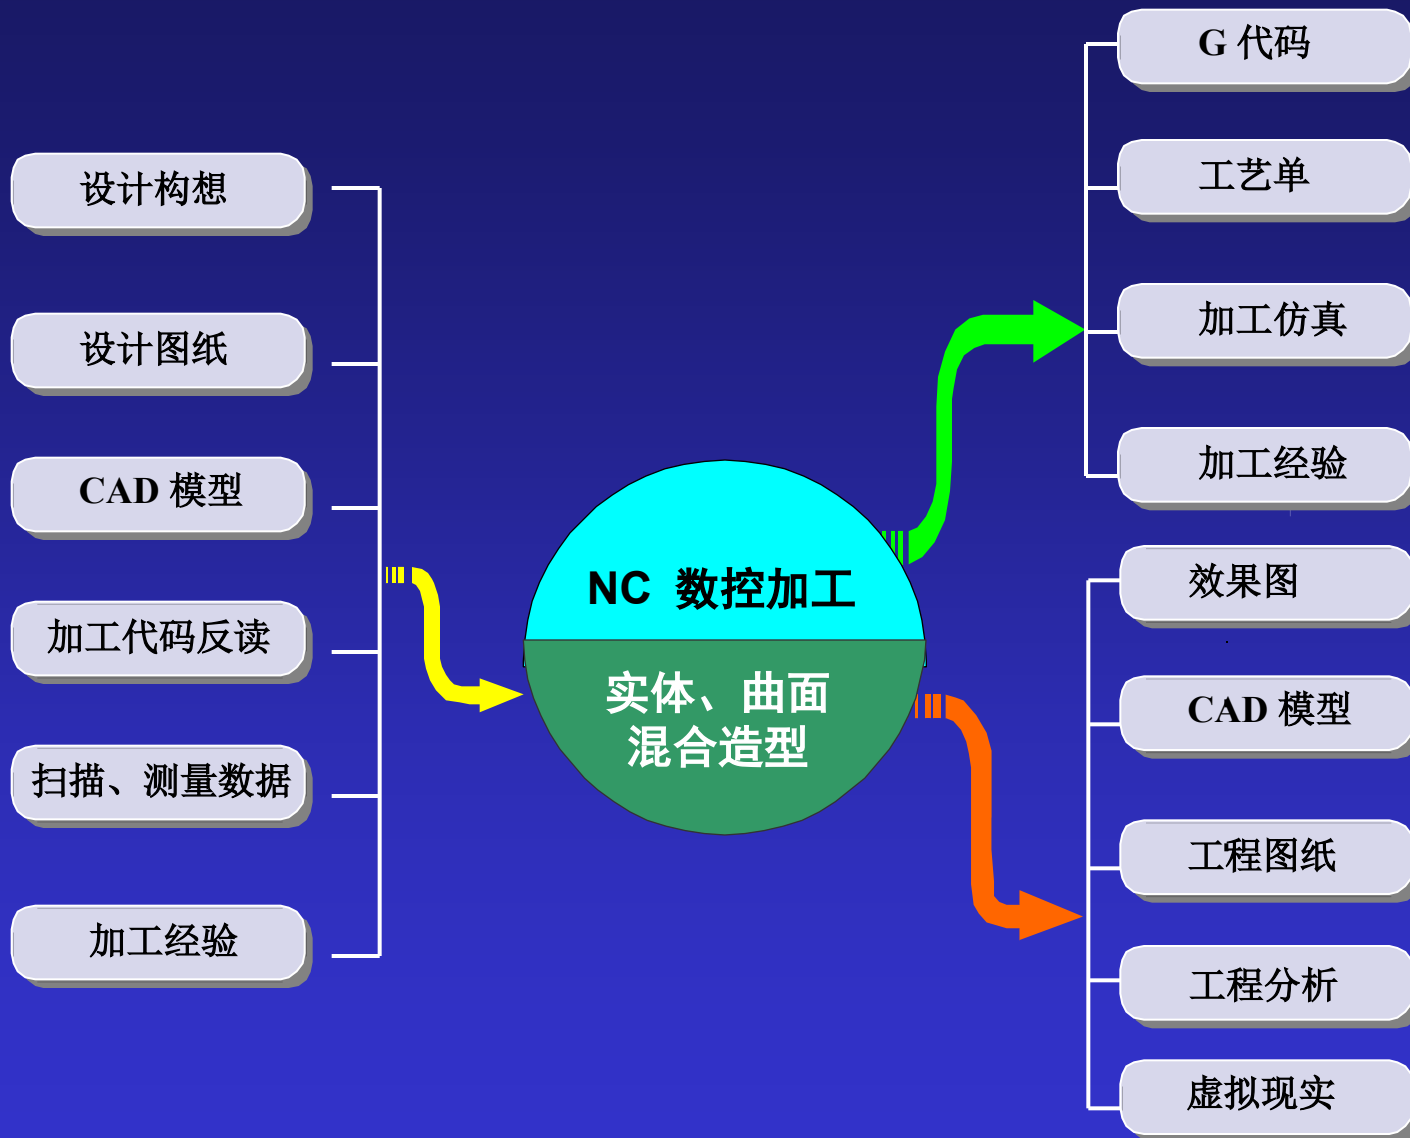 设计构想
设计图纸
CAD 模型
加工代码反读
扫描、测量数据
加工经验
NC 数控加工
实体、曲面
混合造型
G 代码
工艺单
加工仿真
加工经验
效果图
CAD 模型
工程图纸
工程分析
虚拟现实